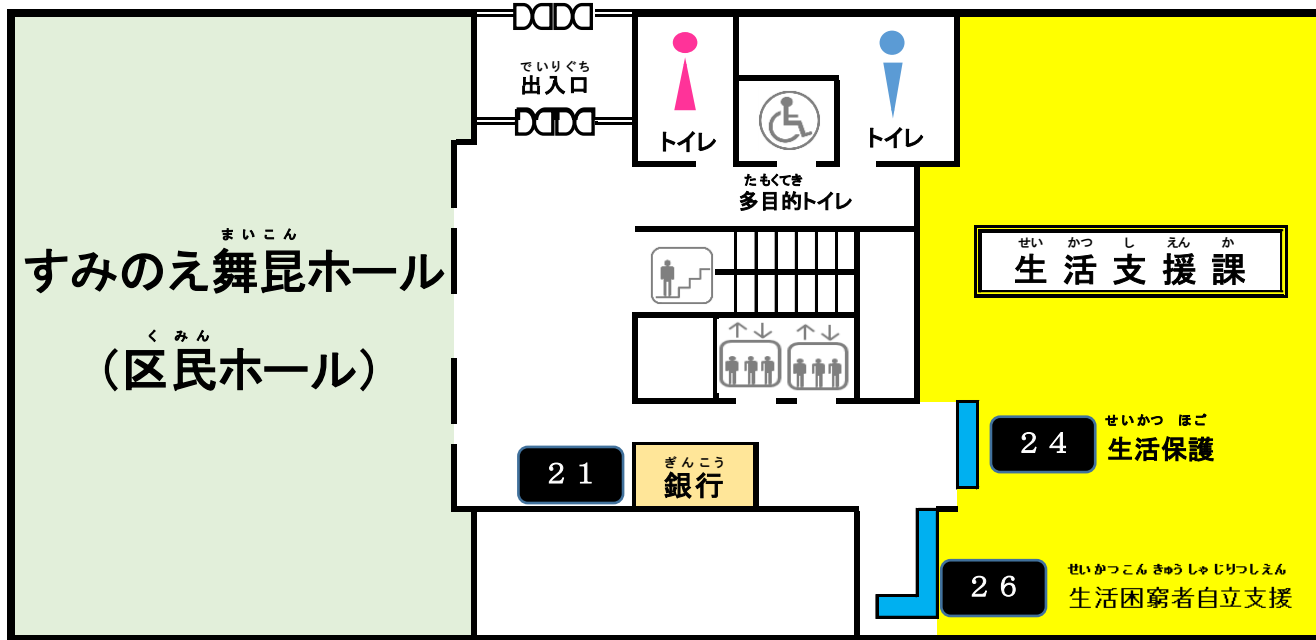 でいりぐち
出入口
トイレ
トイレ
たもくてき
多目的トイレ
まいこん
すみのえ舞昆ホール
くみん
（区民ホール）
せいかつしえんか
生活支援課
２４
せいかつ ほご
生活保護
２１
ぎんこう
銀行
２６
せいかつこんきゅうしゃじりつしえん
生活困窮者自立支援